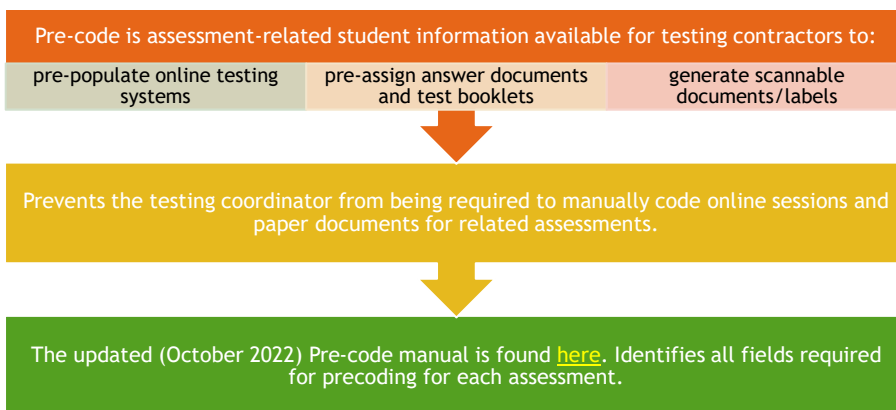 Pre-code is assessment-related student information available for testing contractors to:
pre-populate online testing
systems
pre-assign answer documents
and test booklets
generate scannable
documents/labels
Prevents the testing coordinator from being required to manually code online sessions and
paper documents for related assessments.
The updated (October 2022) Pre-code manual is found here. Identifies all fields required
for precoding for each assessment.